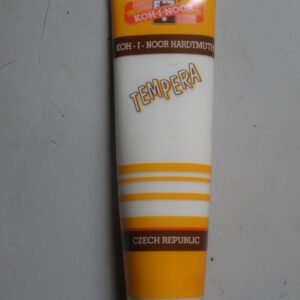 KOH-I-NOOR
KOH - I - NOOR HARDTMUTH
TEMPERA
CZECH REPUBLIC